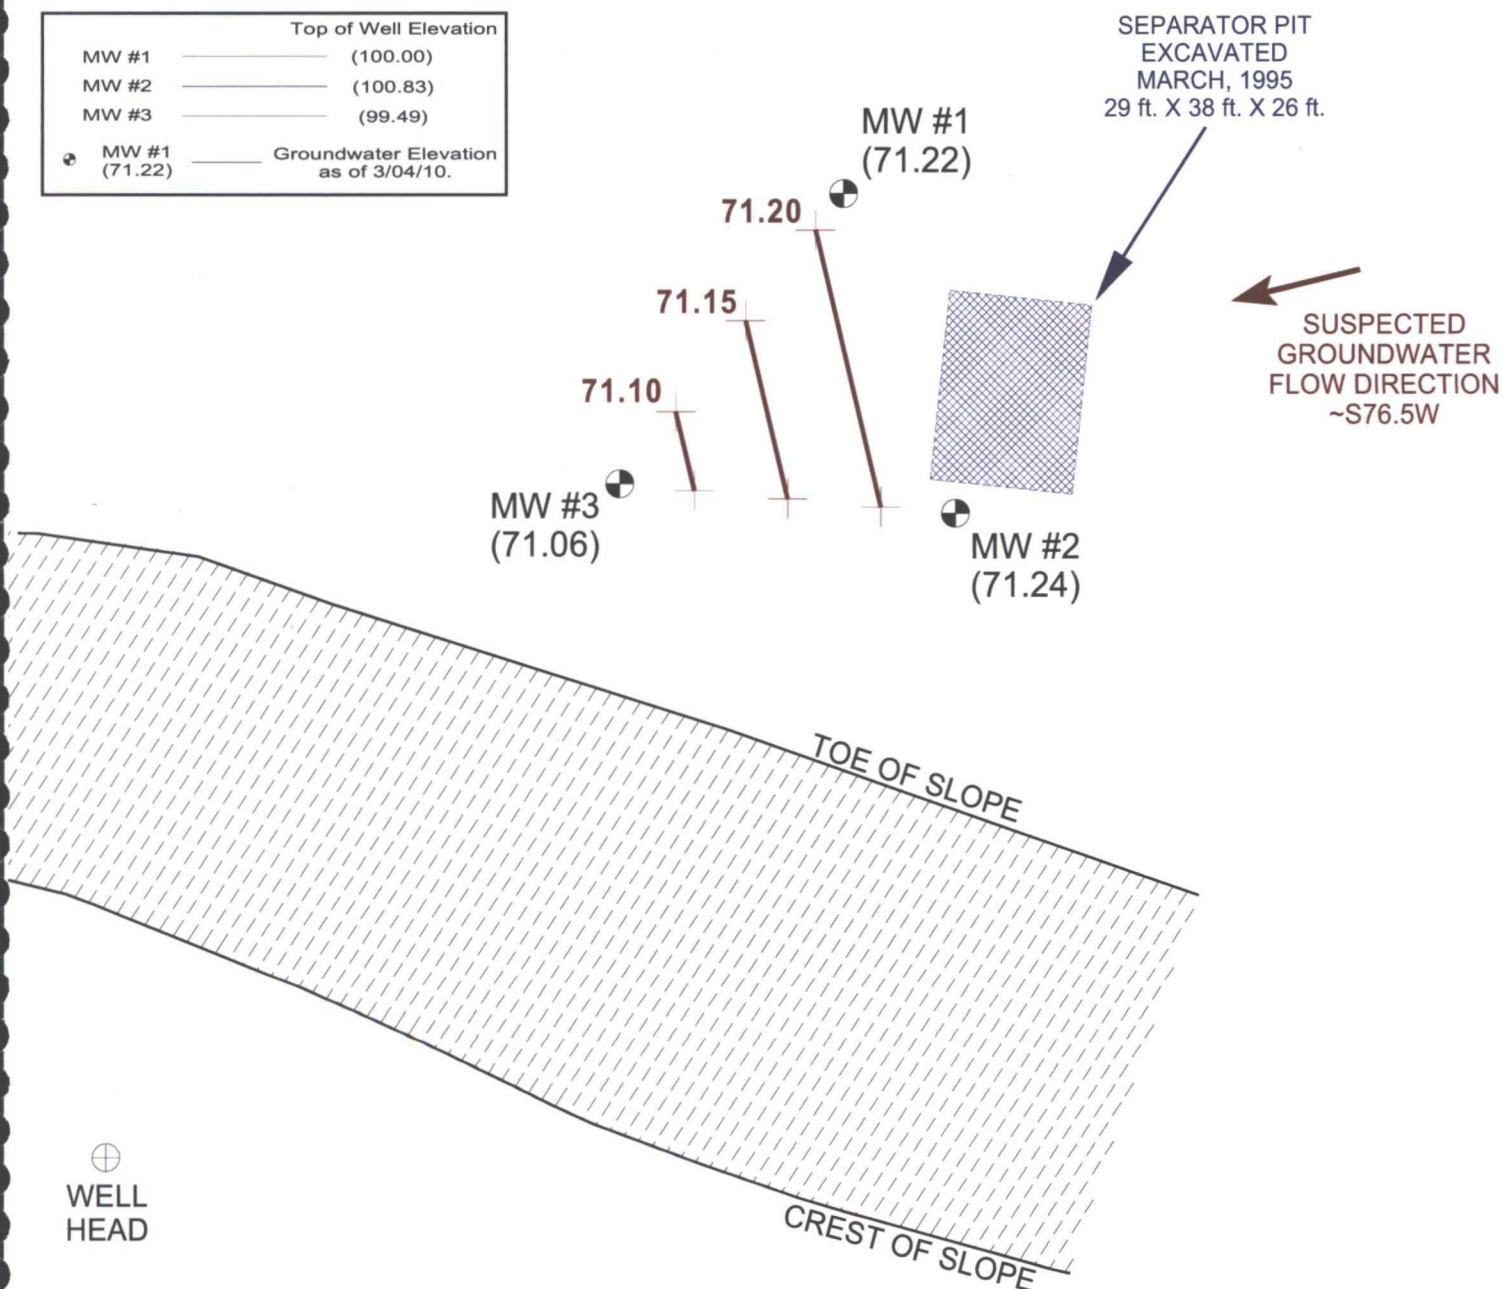 Top of Well Elevation
MW #1 (100.00)
MW #2 (100.83)
MW #3 (99.49)
MW #1 Groundwater Elevation
(71.22) as of 3/04/10.
SEPARATOR PIT
EXCAVATED
MARCH, 1995
29 ft. X 38 ft. X 26 ft.
MW #1
(71.22)
71.20
71.15
71.10
SUSPECTED
GROUNDWATER
FLOW DIRECTION
~S76.5W
MW #3
(71.06)
MW #2
(71.24)
TOE OF SLOPE
CREST OF SLOPE
WELL
HEAD